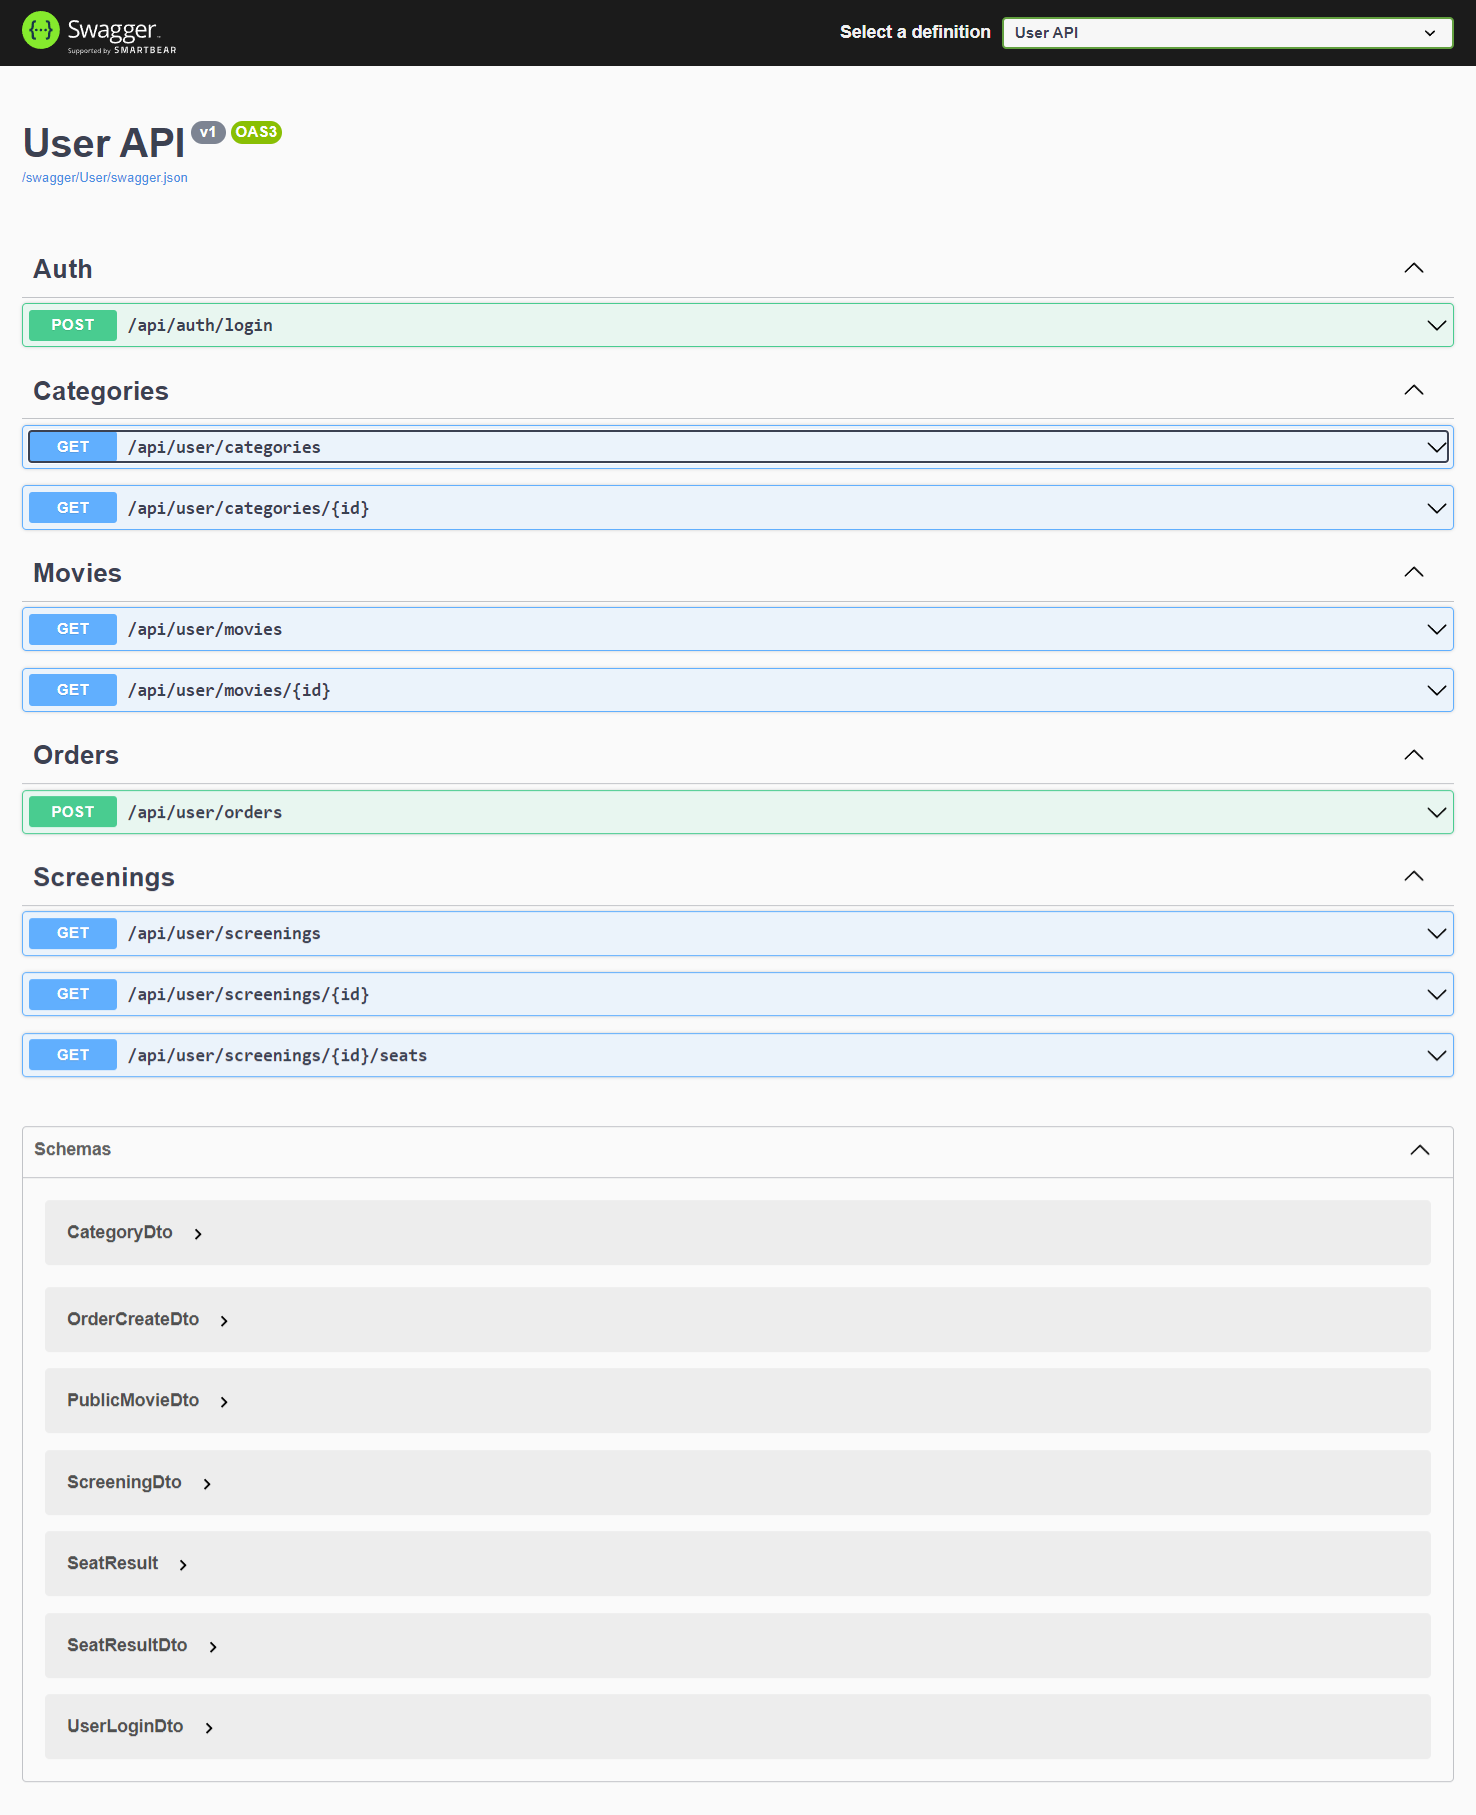 Swagger
Supported by SMARTBEAR
Select a definition
User API
User API v1 OAS3
/swagger/User/swagger.json
Auth
POST /api/auth/login
Categories
GET /api/user/categories
GET /api/user/categories/{id}
Movies
GET /api/user/movies
GET /api/user/movies/{id}
Orders
POST /api/user/orders
Screenings
GET /api/user/screenings
GET /api/user/screenings/{id}
GET /api/user/screenings/{id}/seats
Schemas
CategoryDto
OrderCreateDto
PublicMovieDto
ScreeningDto
SeatResult
SeatResultDto
UserLoginDto